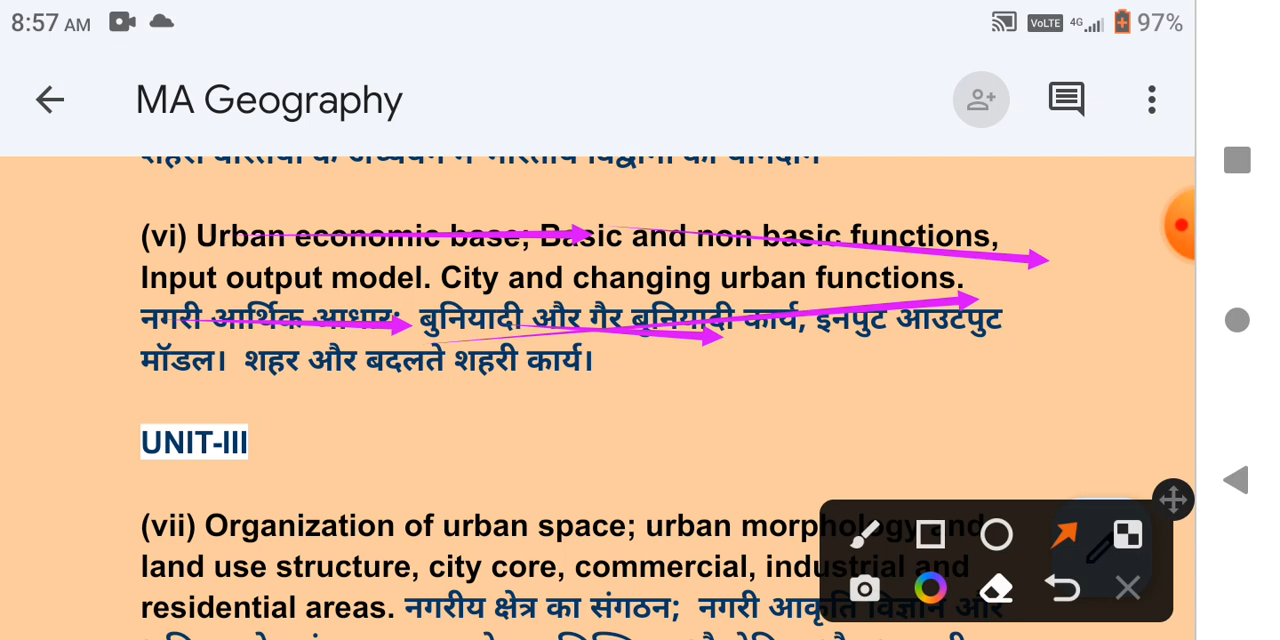 8:57 AM
VoLTE 4G 97%
MA Geography
(vi) Urban economic base; Basic and non basic functions,
Input output model. City and changing urban functions.
नगरी आर्थिक आधार; बुनियादी और गैर बुनियादी कार्य, इनपुट आउटपुट
मॉडल। शहर और बदलते शहरी कार्य।
UNIT-III
(vii) Organization of urban space; urban morphology and
land use structure, city core, commercial, industrial and
residential areas. नगरीय क्षेत्र का संगठन; नगरी आकृति विज्ञान और